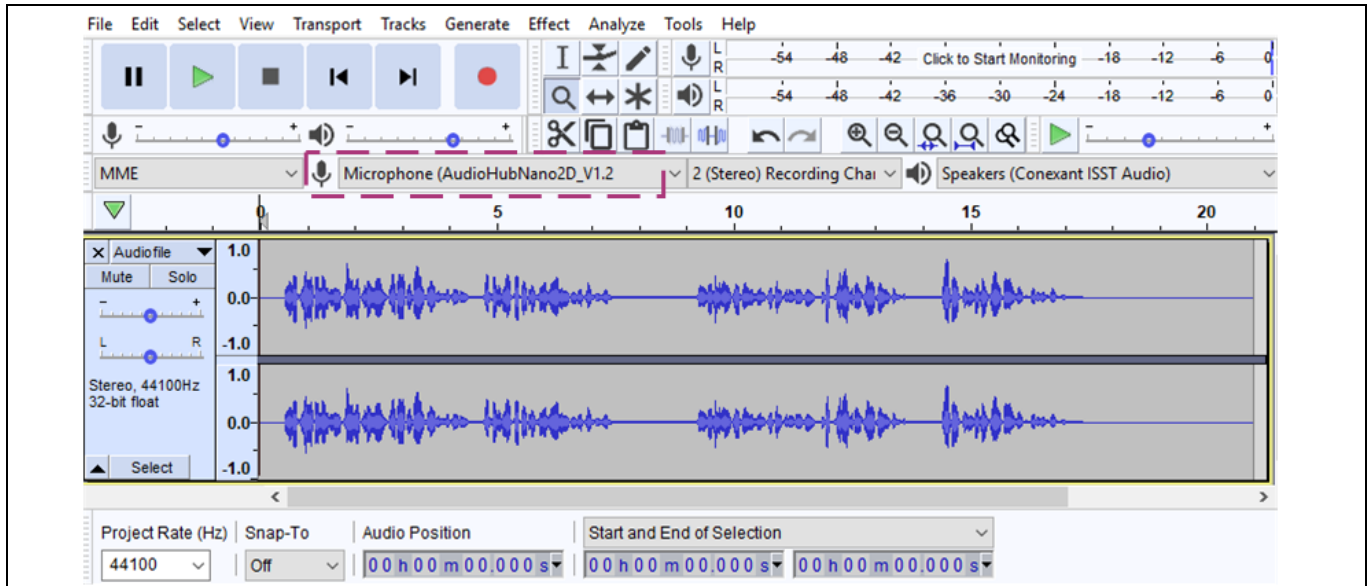 File Edit Select View Transport Tracks Generate Effect Analyze Tools Help
L -54 -48 -42 Click to Start Monitoring -18 -12 -6 0
R
L -54 -48 -42 -36 -30 -24 -18 -12 -6 0
R
- + - + - +
MME Microphone (AudioHubNano2D_V1.2 2 (Stereo) Recording Chai Speakers (Conexant ISST Audio)
0 5 10 15 20
X Audiofile 1.0
Mute Solo
- + 0.0
L R -1.0
Stereo, 44100Hz 1.0
32-bit float
0.0
Select -1.0
Project Rate (Hz) Snap-To Audio Position Start and End of Selection
44100 Off 00 h 00 m 00.000 s 00 h 00 m 00.000 s 00 h 00 m 00.000 s